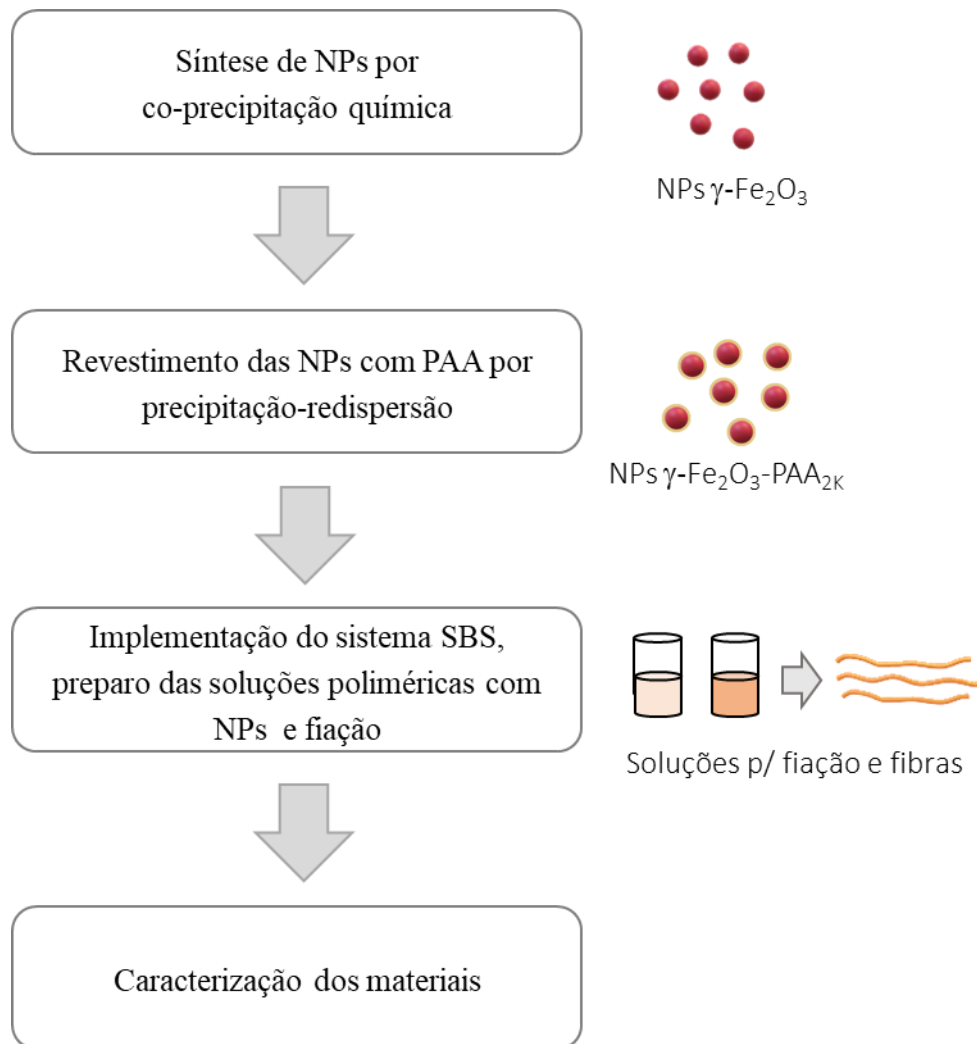 Síntese de NPs por
co-precipitação química
NPs γ-Fe₂O₃
Revestimento das NPs com PAA por
precipitação-redispersão
NPs γ-Fe₂O₃-PAA₂ₖ
Implementação do sistema SBS,
preparo das soluções poliméricas com
NPs e fiação
Soluções p/ fiação e fibras
Caracterização dos materiais